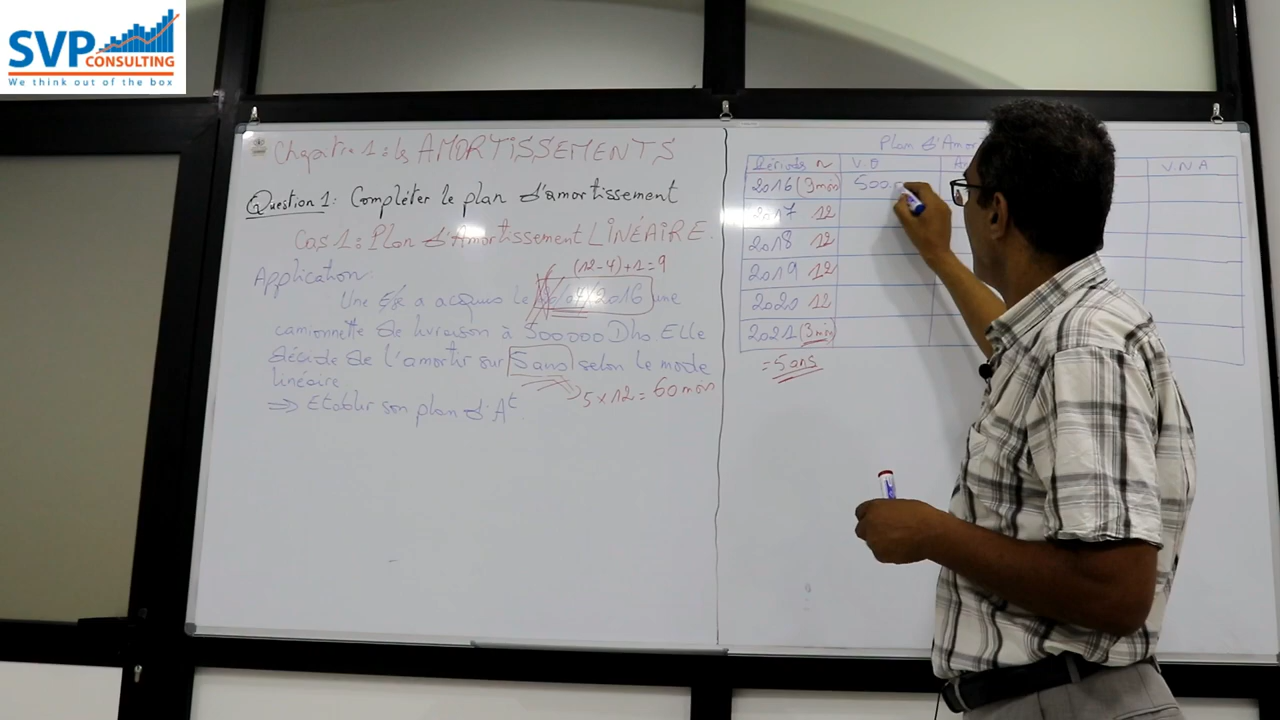 SVP
CONSULTING
We think out of the box
Chapitre 1: les AMORTISSEMENTS
Question 1: Compléter le plan d'amortissement
Cas 1: Plan d'Amortissement LINÉAIRE.
(12-4)+1=9
Application:
Une E/se a acquis le /04/2016 une
camionnette de livraison à 500000 Dhs. Elle
décide de l'amortir sur 5 ans selon le mode
linéaire
5 x 12 = 60 mois
⇒ Etablir son plan d'At.
Plan d'Amor
Périodes n V.O A V.N.A
2016 (9 mois) 500.0
2017 12
2018 12
2019 12
2020 12
2021 (3 mois)
= 5 ans